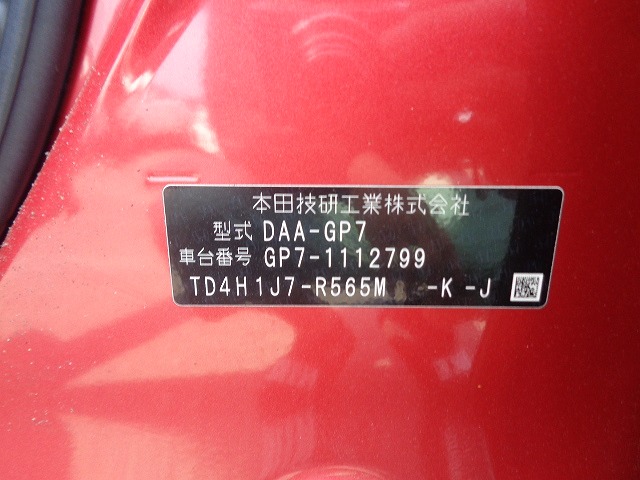 本田技研工業株式会社
型式 DAA-GP7
車台番号 GP7-1112799
TD4H1J7-R565M -K -J